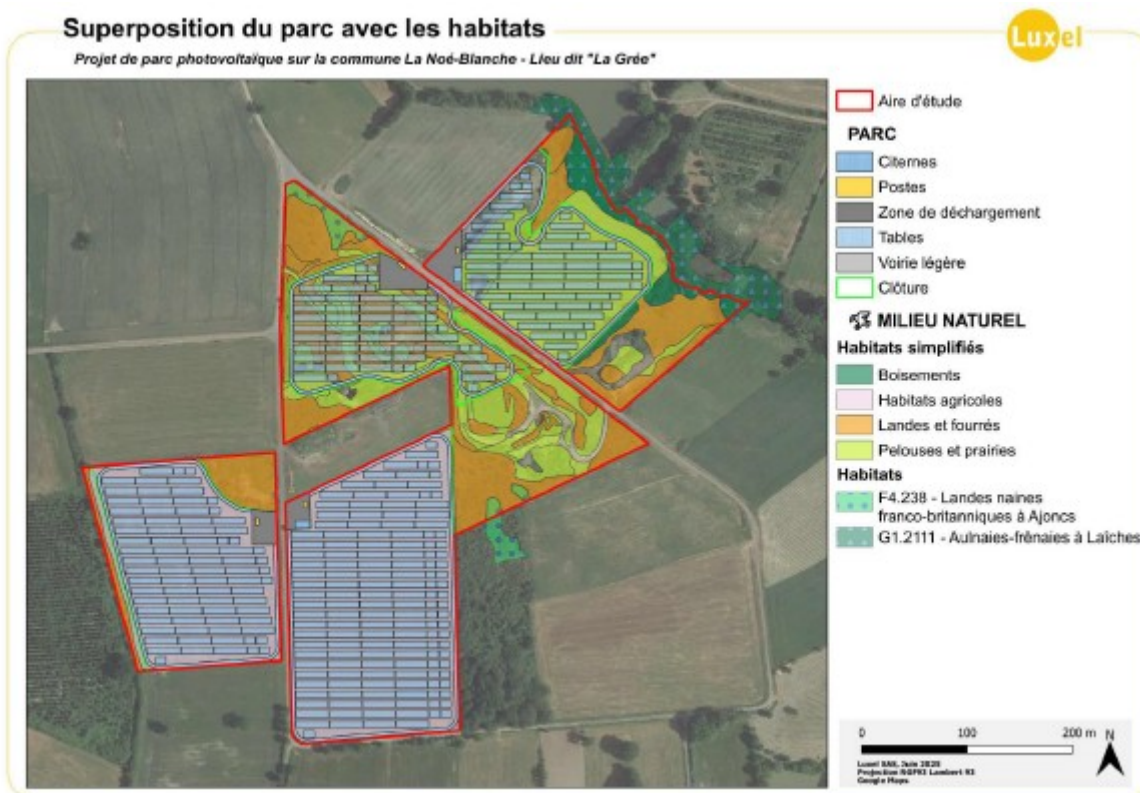 Superposition du parc avec les habitats
Luxel
Projet de parc photovoltaïque sur la commune La Noë-Blanche - Lieu dit "La Grée"
Aire d'étude
PARC
Citernes
Postes
Zone de déchargement
Tables
Voirie légère
Clôture
MILIEU NATUREL
Habitats simplifiés
Boisements
Habitats agricoles
Landes et fourrés
Pelouses et prairies
Habitats
F4.238 - Landes naines
franco-britanniques à Ajoncs
G1.2111 - Aulnaies-frênaies à Laîches
0 100 200 m N
Luxel SAS, Juin 2020
Projection RGF93 Lambert 93
Google Maps